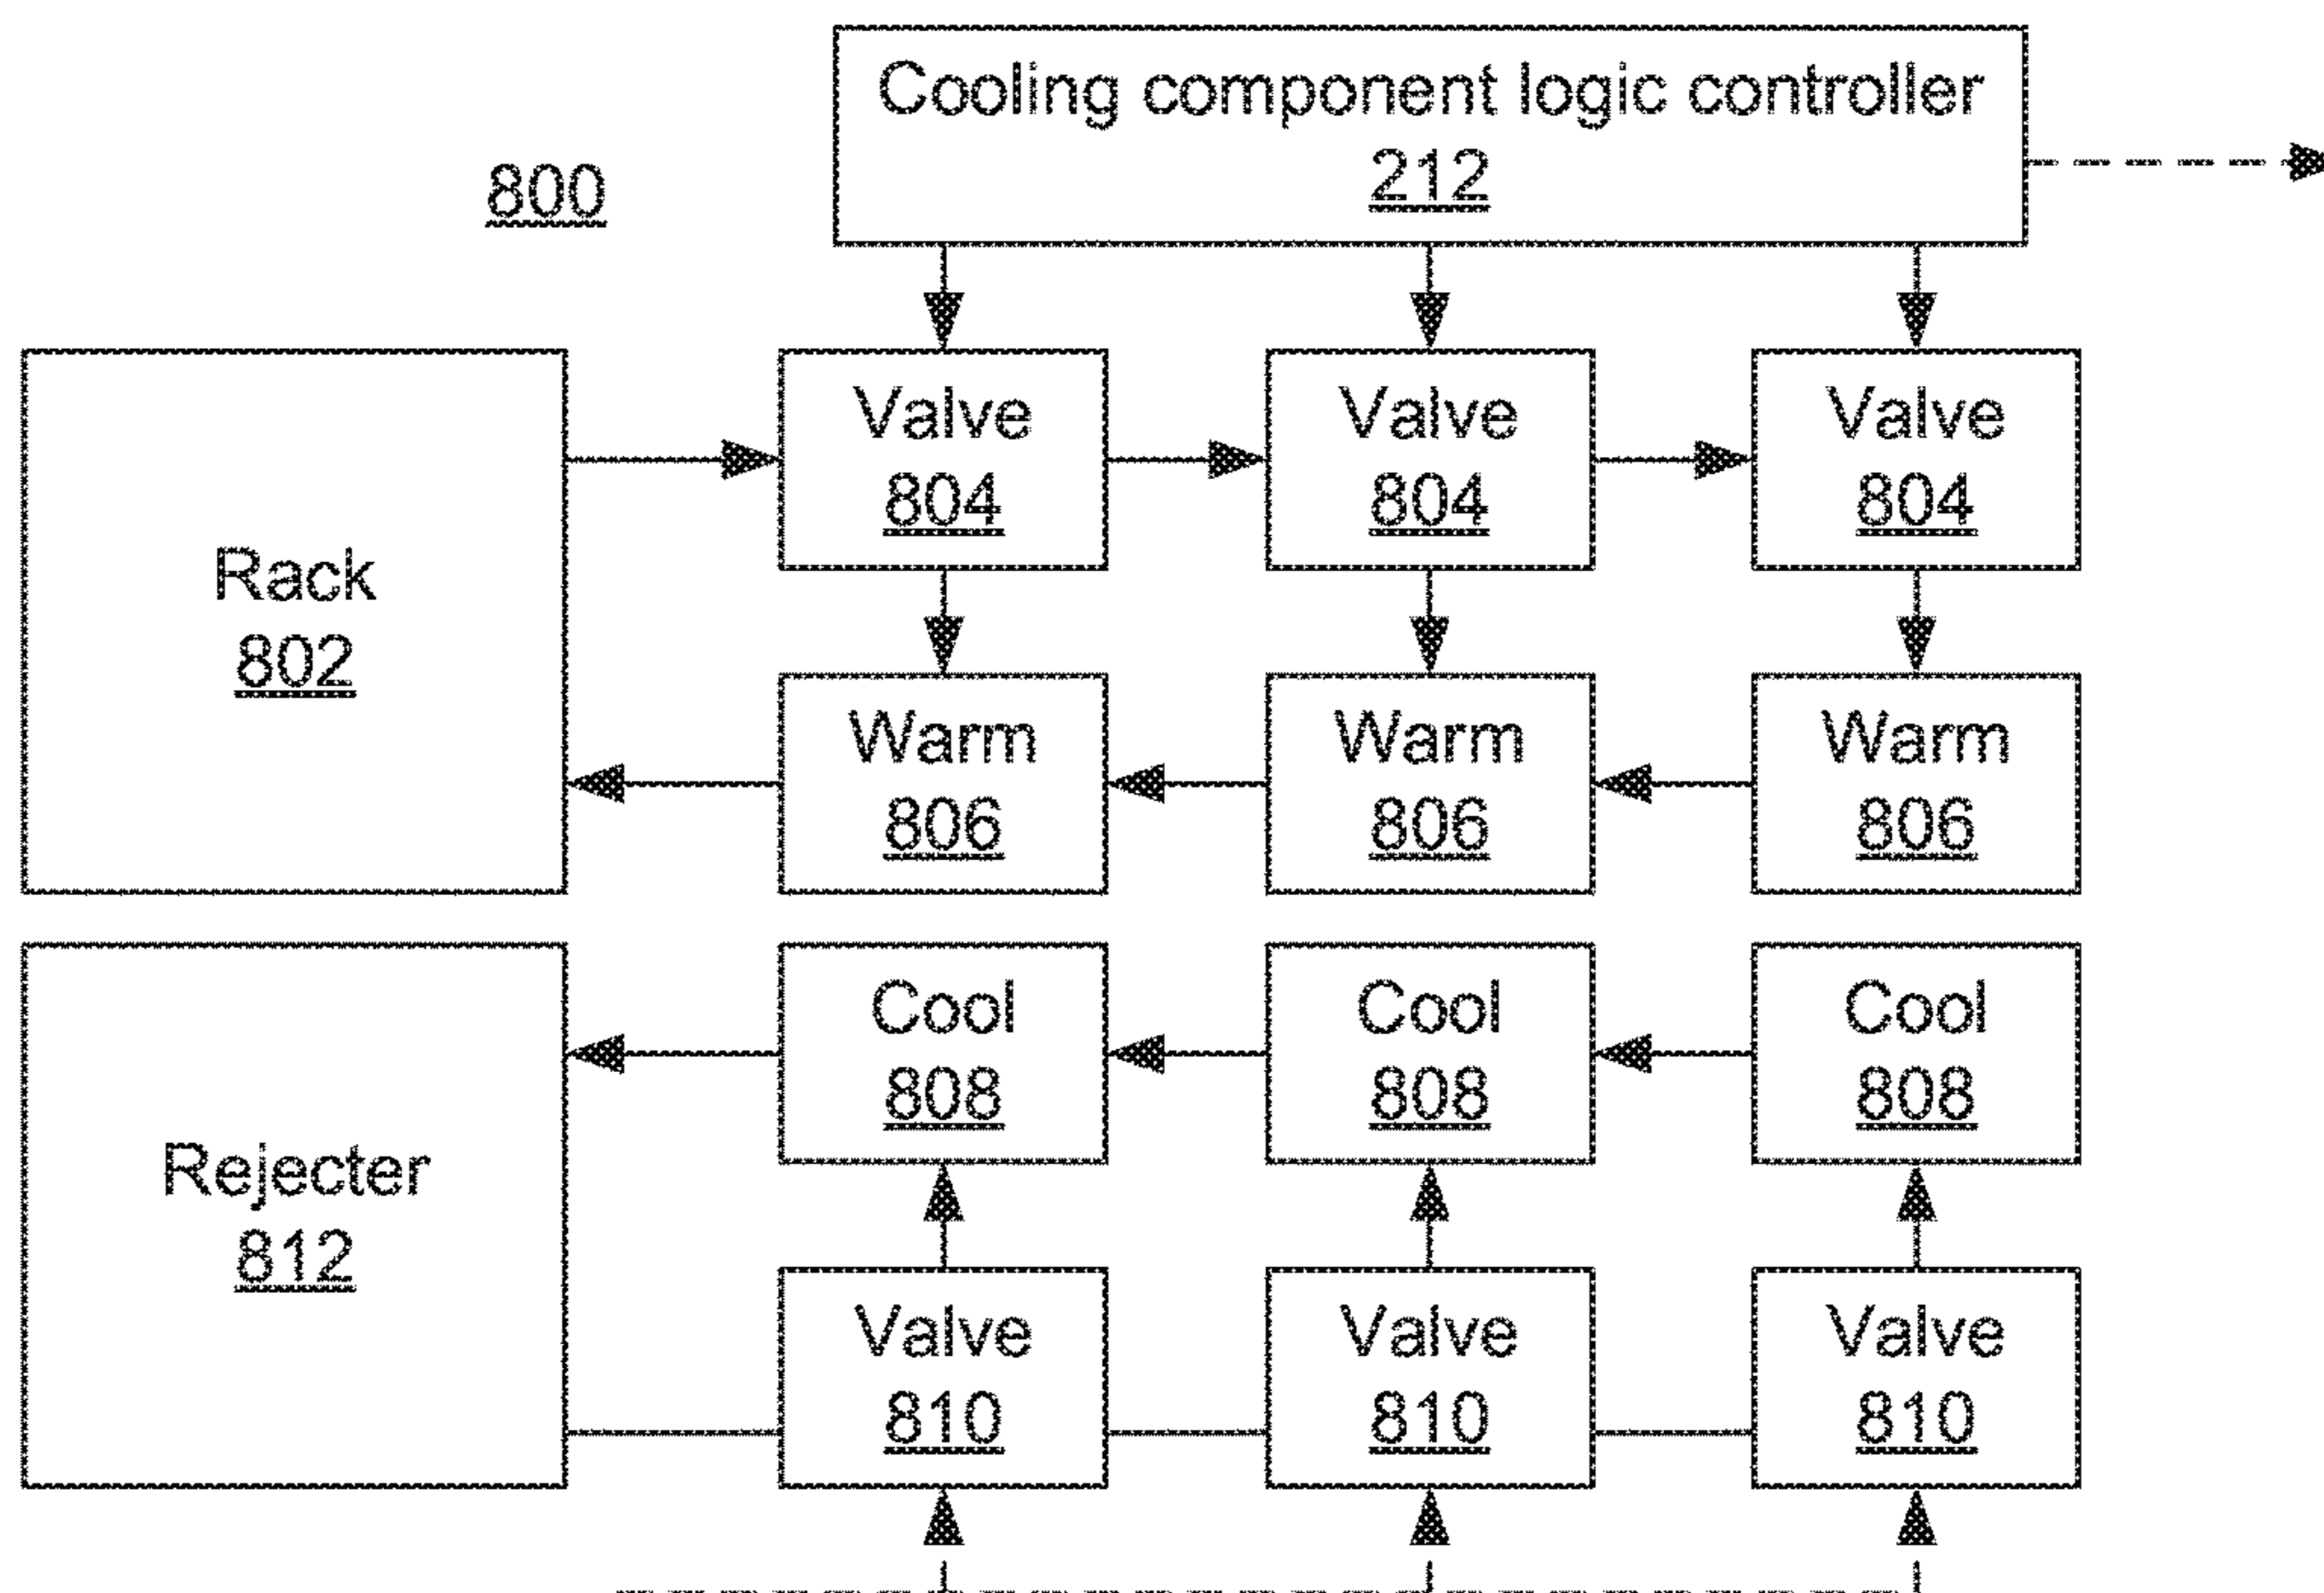 Cooling component logic controller
212
800
Valve
804
Valve
804
Valve
804
Rack
802
Warm
806
Warm
806
Warm
806
Cool
808
Cool
808
Cool
808
Rejecter
812
Valve
810
Valve
810
Valve
810